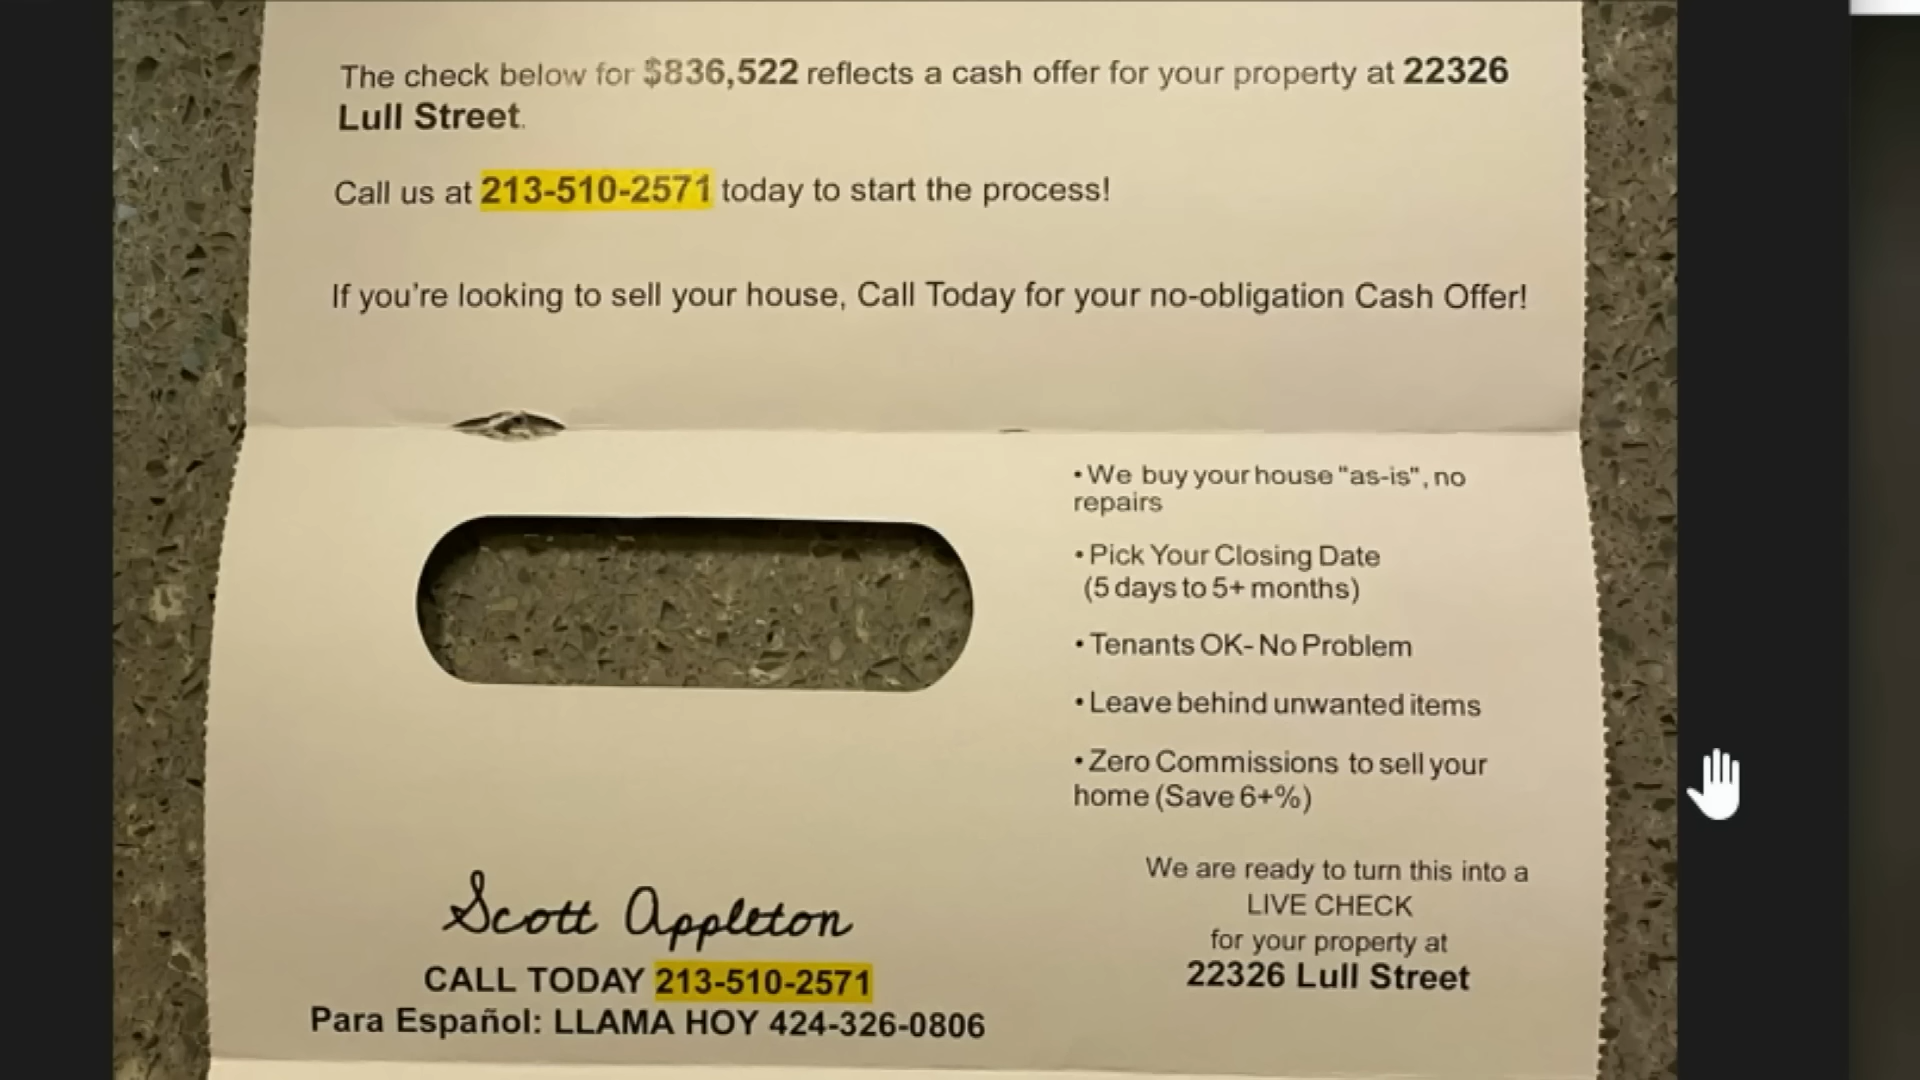 The check below for $836,522 reflects a cash offer for your property at 22326
Lull Street.
Call us at 213-510-2571 today to start the process!
If you're looking to sell your house, Call Today for your no-obligation Cash Offer!
• We buy your house "as-is", no
repairs
• Pick Your Closing Date
(5 days to 5+ months)
• Tenants OK- No Problem
• Leave behind unwanted items
• Zero Commissions to sell your
home (Save 6+%)
Scott Appleton
CALL TODAY 213-510-2571
Para Español: LLAMA HOY 424-326-0806
We are ready to turn this into a
LIVE CHECK
for your property at
22326 Lull Street